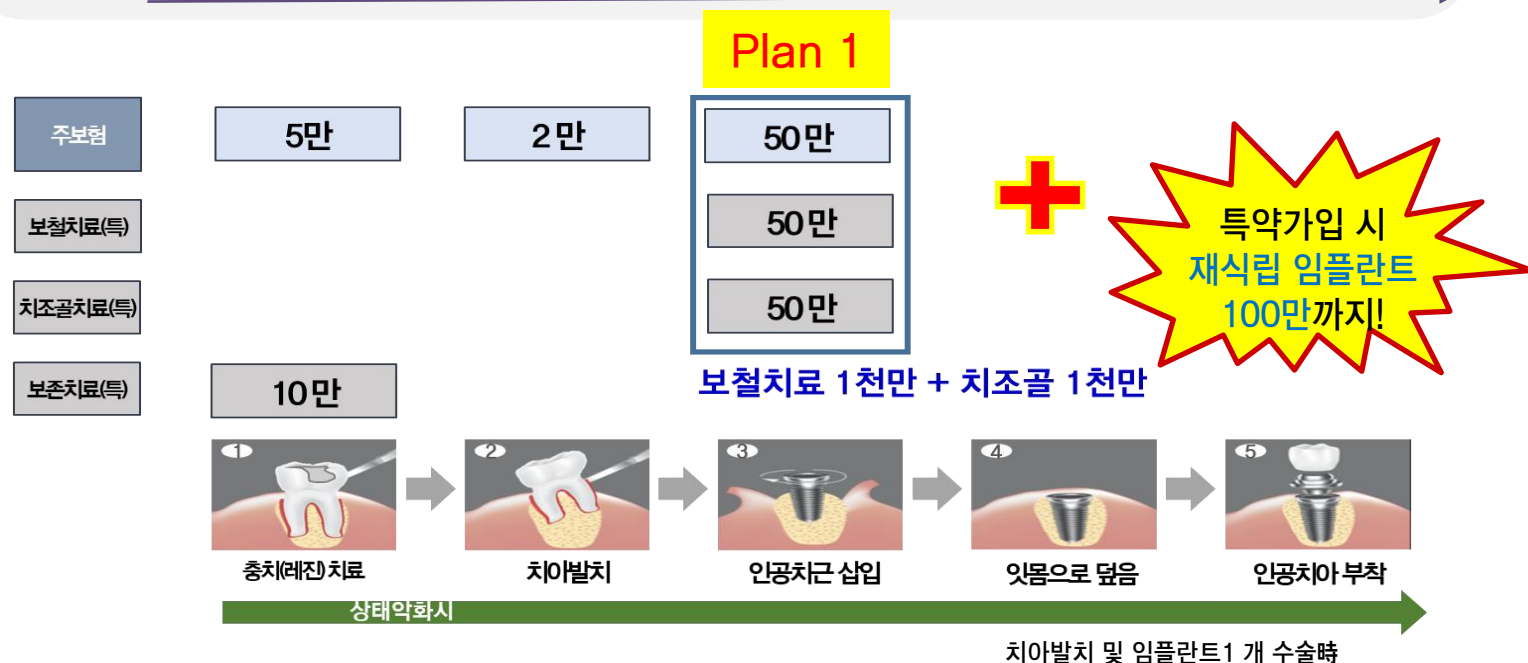 Plan 1
주보험
5만
2만
50만
보철치료(특)
50만
치조골치료(특)
50만
보존치료(특)
10만
특약가입 시
재식립 임플란트
100만까지!
보철치료 1천만 + 치조골 1천만
1
2
3
4
5
충치(레진)치료
치아발치
인공치근 삽입
잇몸으로 덮음
인공치아 부착
상태악화시
치아발치 및 임플란트1 개 수술時